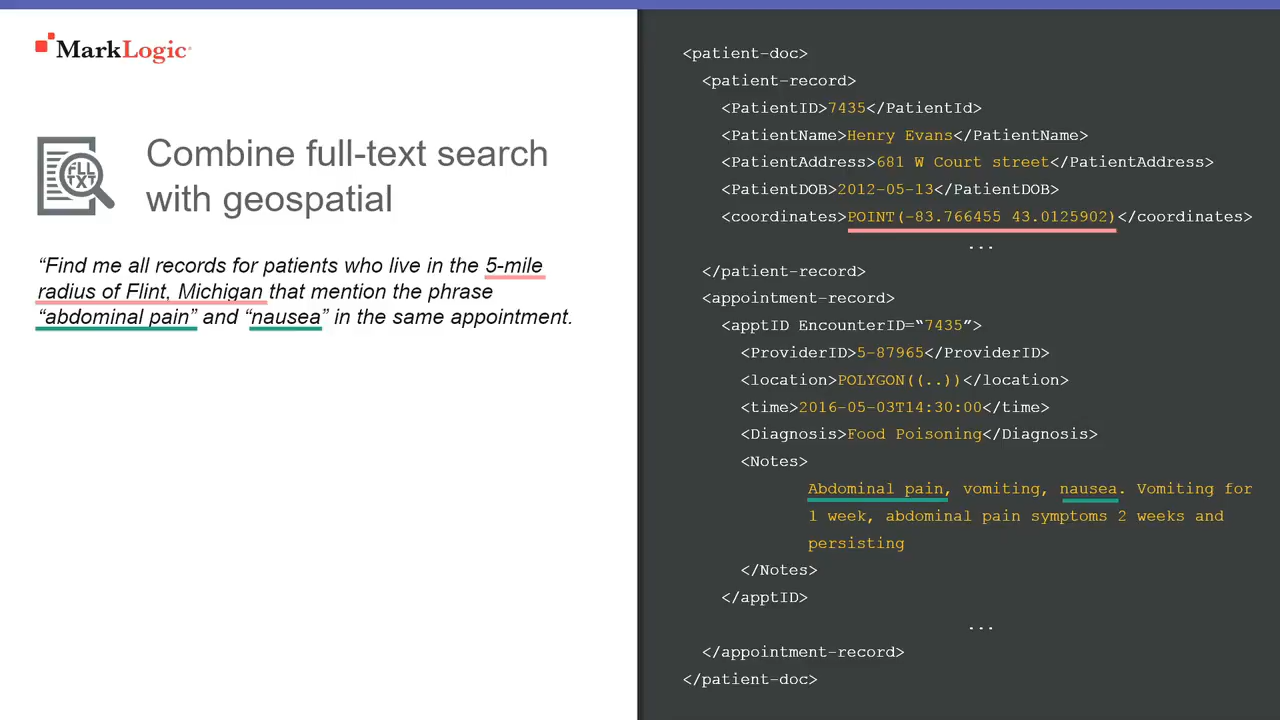 MarkLogic
FLL
TXT
Combine full-text search
with geospatial
“Find me all records for patients who live in the 5-mile
radius of Flint, Michigan that mention the phrase
“abdominal pain” and “nausea” in the same appointment.
<patient-doc>
<patient-record>
<PatientID>7435</PatientId>
<PatientName>Henry Evans</PatientName>
<PatientAddress>681 W Court street</PatientAddress>
<PatientDOB>2012-05-13</PatientDOB>
<coordinates>POINT(-83.766455 43.0125902)</coordinates>
...
</patient-record>
<appointment-record>
<apptID EncounterID=“7435”>
<ProviderID>5-87965</ProviderID>
<location>POLYGON((..))</location>
<time>2016-05-03T14:30:00</time>
<Diagnosis>Food Poisoning</Diagnosis>
<Notes>
Abdominal pain, vomiting, nausea. Vomiting for
1 week, abdominal pain symptoms 2 weeks and
persisting
</Notes>
</apptID>
...
</appointment-record>
</patient-doc>